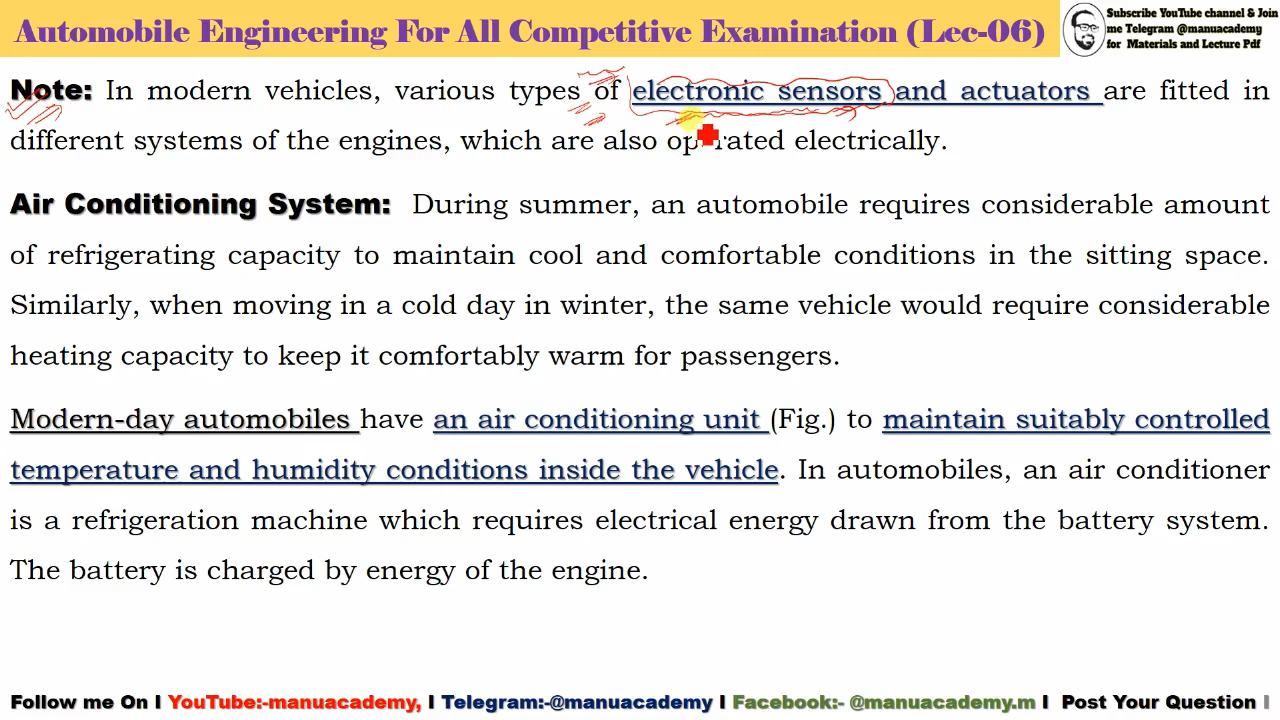 Automobile Engineering For All Competitive Examination (Lec-06)
Subscribe YouTube channel & Join
me Telegram @manuacademy
for Materials and Lecture Pdf
Note: In modern vehicles, various types of electronic sensors and actuators are fitted in
different systems of the engines, which are also op rated electrically.
Air Conditioning System: During summer, an automobile requires considerable amount
of refrigerating capacity to maintain cool and comfortable conditions in the sitting space.
Similarly, when moving in a cold day in winter, the same vehicle would require considerable
heating capacity to keep it comfortably warm for passengers.
Modern-day automobiles have an air conditioning unit (Fig.) to maintain suitably controlled
temperature and humidity conditions inside the vehicle. In automobiles, an air conditioner
is a refrigeration machine which requires electrical energy drawn from the battery system.
The battery is charged by energy of the engine.
Follow me On I YouTube:-manuacademy, I Telegram:-@manuacademy I Facebook:- @manuacademy.m I Post Your Question I